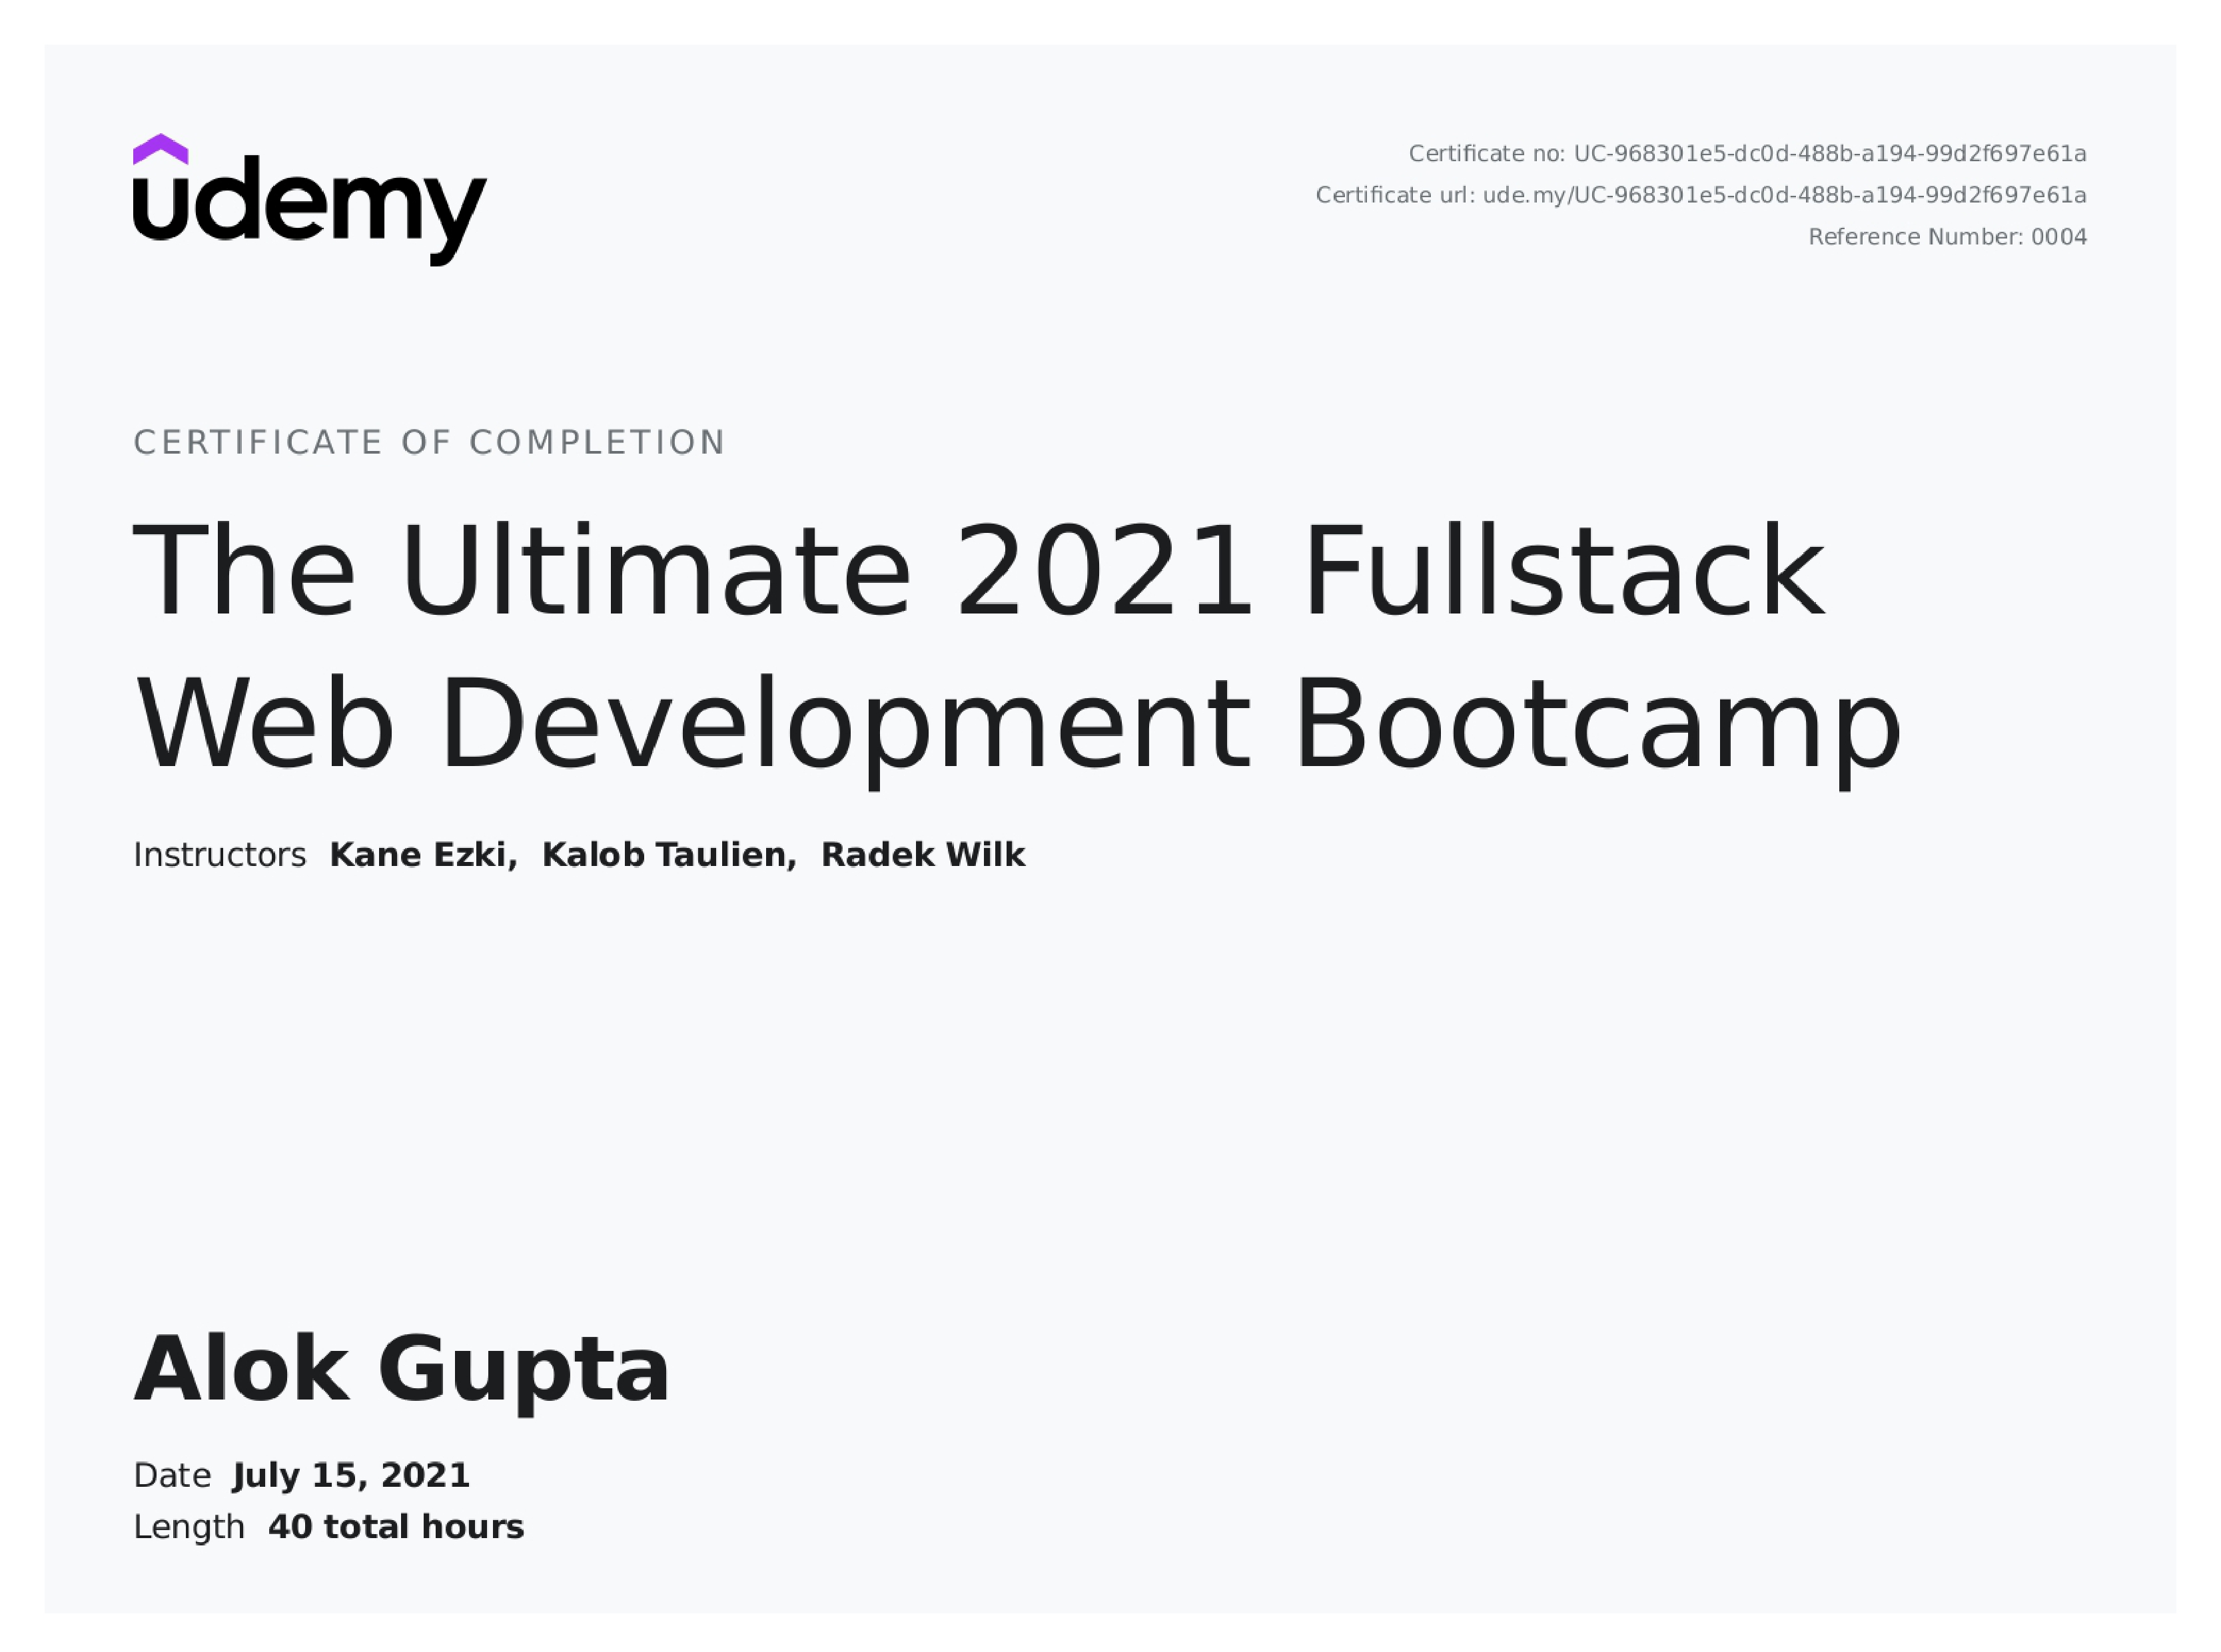 udemy
Certificate no: UC-968301e5-dc0d-488b-a194-99d2f697e61a
Certificate url: ude.my/UC-968301e5-dc0d-488b-a194-99d2f697e61a
Reference Number: 0004
CERTIFICATE OF COMPLETION
The Ultimate 2021 Fullstack
Web Development Bootcamp
Instructors Kane Ezki, Kalob Taulien, Radek Wilk
Alok Gupta
Date July 15, 2021
Length 40 total hours